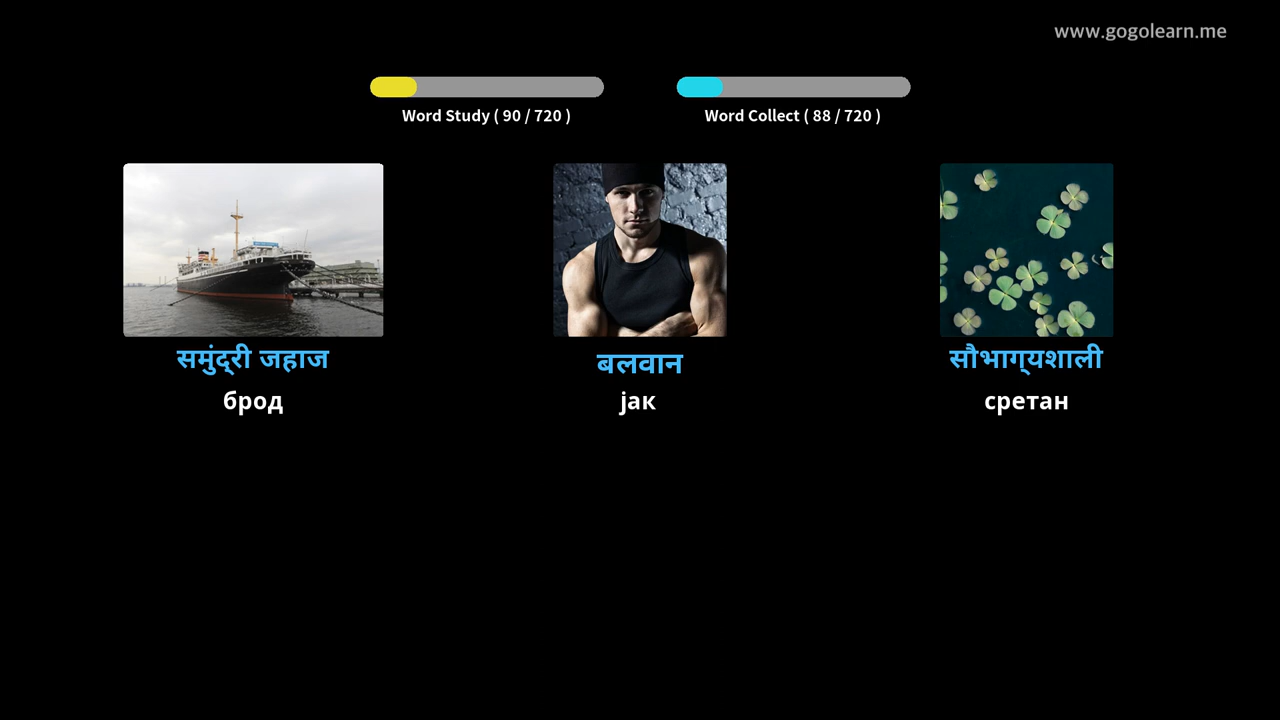 www.gogolearn.me
Word Study ( 90 / 720 )
Word Collect ( 88 / 720 )
समुंद्री जहाज
बलवान
सौभाग्यशाली
брод
јак
сретан